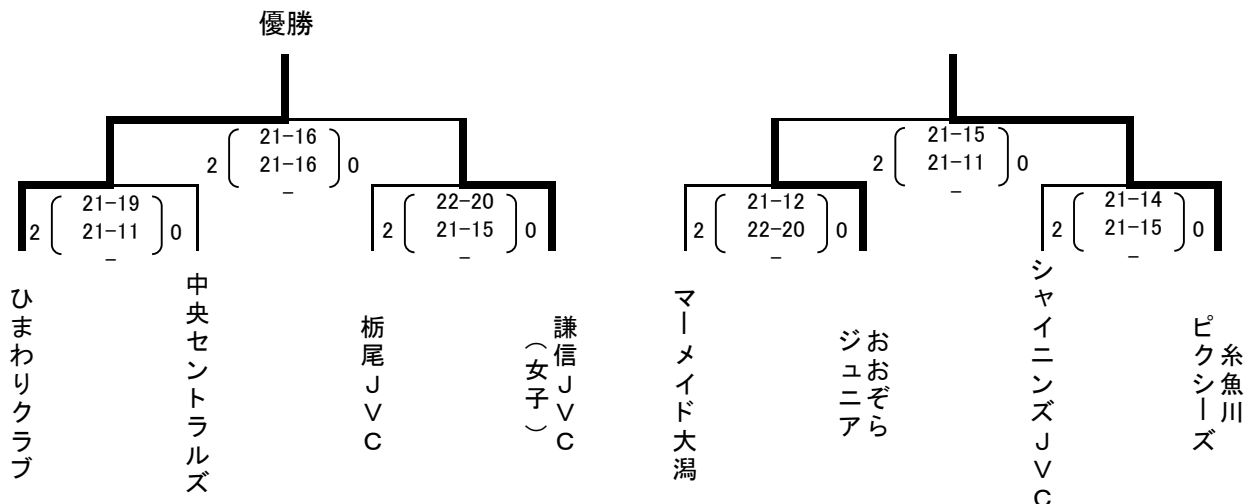 優勝
21-16
2 ( 21-16 ) 0
-
21-15
2 ( 21-11 ) 0
-
21-19
2 ( 21-11 ) 0
-
22-20
2 ( 21-15 ) 0
-
21-12
2 ( 22-20 ) 0
-
21-14
2 ( 21-15 ) 0
-
ひまわりクラブ
中央セントラルズ
栃尾ＪＶＣ
謙信ＪＶＣ
（女子）
マーメイド大潟
おおぞら
ジュニア
シャイニンズＪＶＣ
糸魚川
ピクシーズ